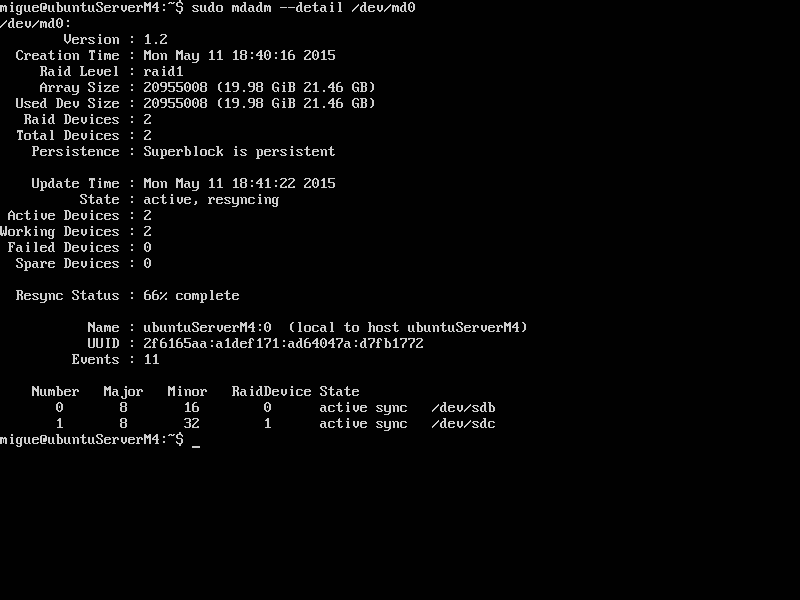 migue@ubuntuServerM4:~$ sudo mdadm --detail /dev/md0
/dev/md0:
        Version : 1.2
  Creation Time : Mon May 11 18:40:16 2015
     Raid Level : raid1
     Array Size : 20955008 (19.98 GiB 21.46 GB)
  Used Dev Size : 20955008 (19.98 GiB 21.46 GB)
   Raid Devices : 2
  Total Devices : 2
    Persistence : Superblock is persistent

    Update Time : Mon May 11 18:41:22 2015
          State : active, resyncing
 Active Devices : 2
Working Devices : 2
 Failed Devices : 0
  Spare Devices : 0

  Resync Status : 66% complete

           Name : ubuntuServerM4:0  (local to host ubuntuServerM4)
           UUID : 2f6165aa:a1def171:ad64047a:d7fb1772
         Events : 11

    Number   Major   Minor   RaidDevice State
       0       8       16        0      active sync   /dev/sdb
       1       8       32        1      active sync   /dev/sdc
migue@ubuntuServerM4:~$ _